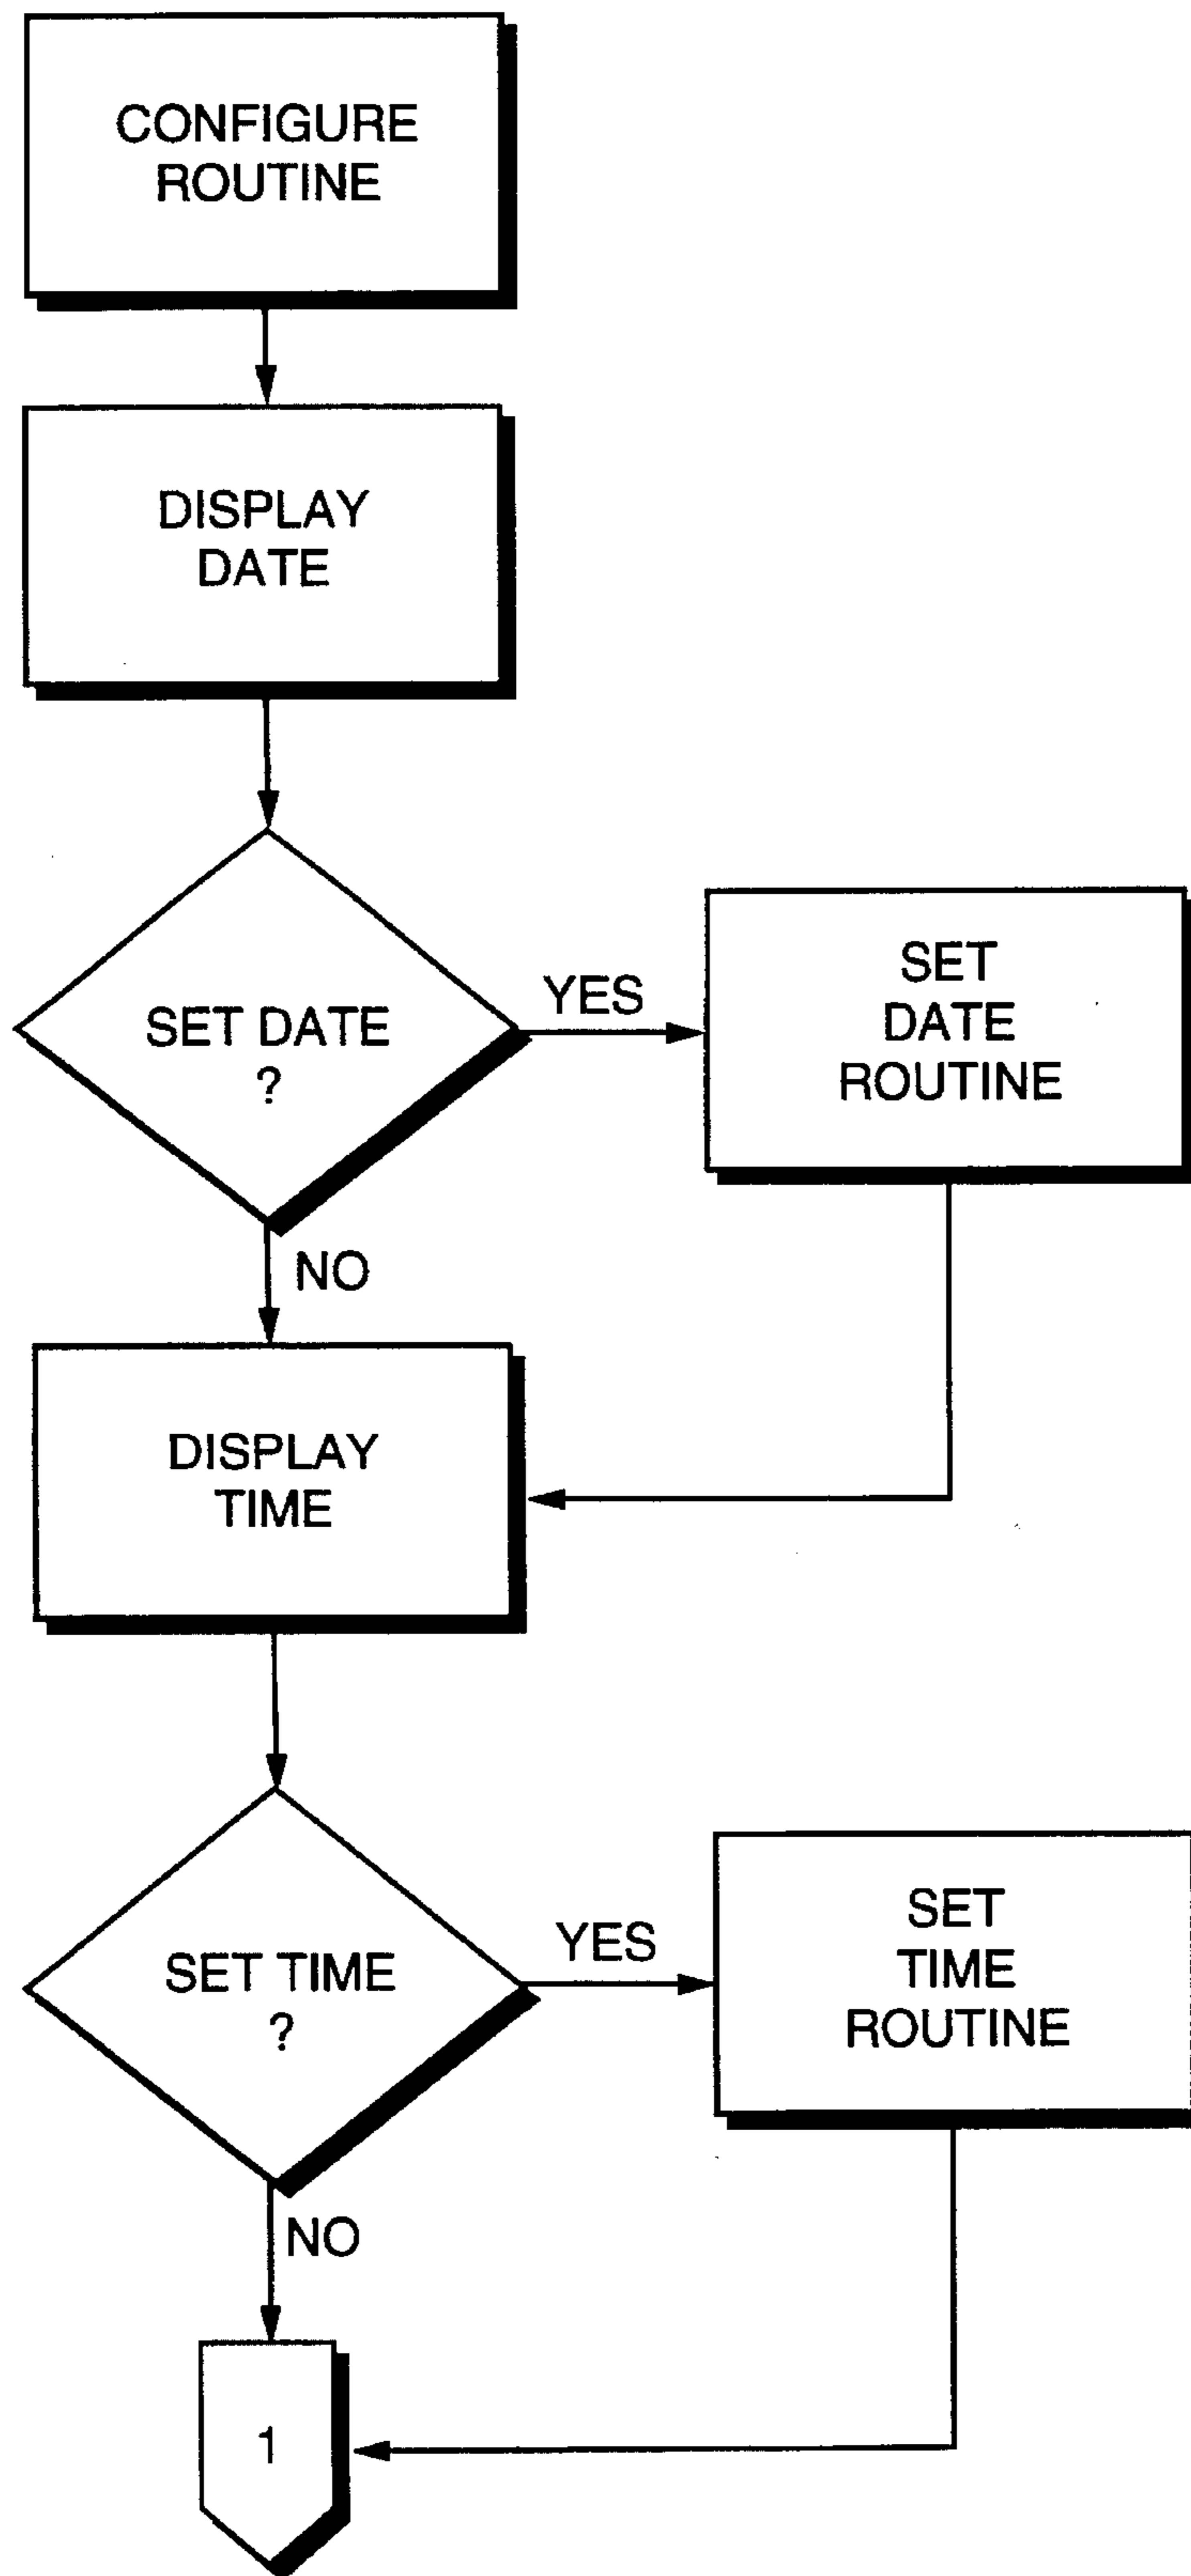 CONFIGURE
ROUTINE
DISPLAY
DATE
SET DATE
?
YES
SET
DATE
ROUTINE
NO
DISPLAY
TIME
SET TIME
?
YES
SET
TIME
ROUTINE
NO
1